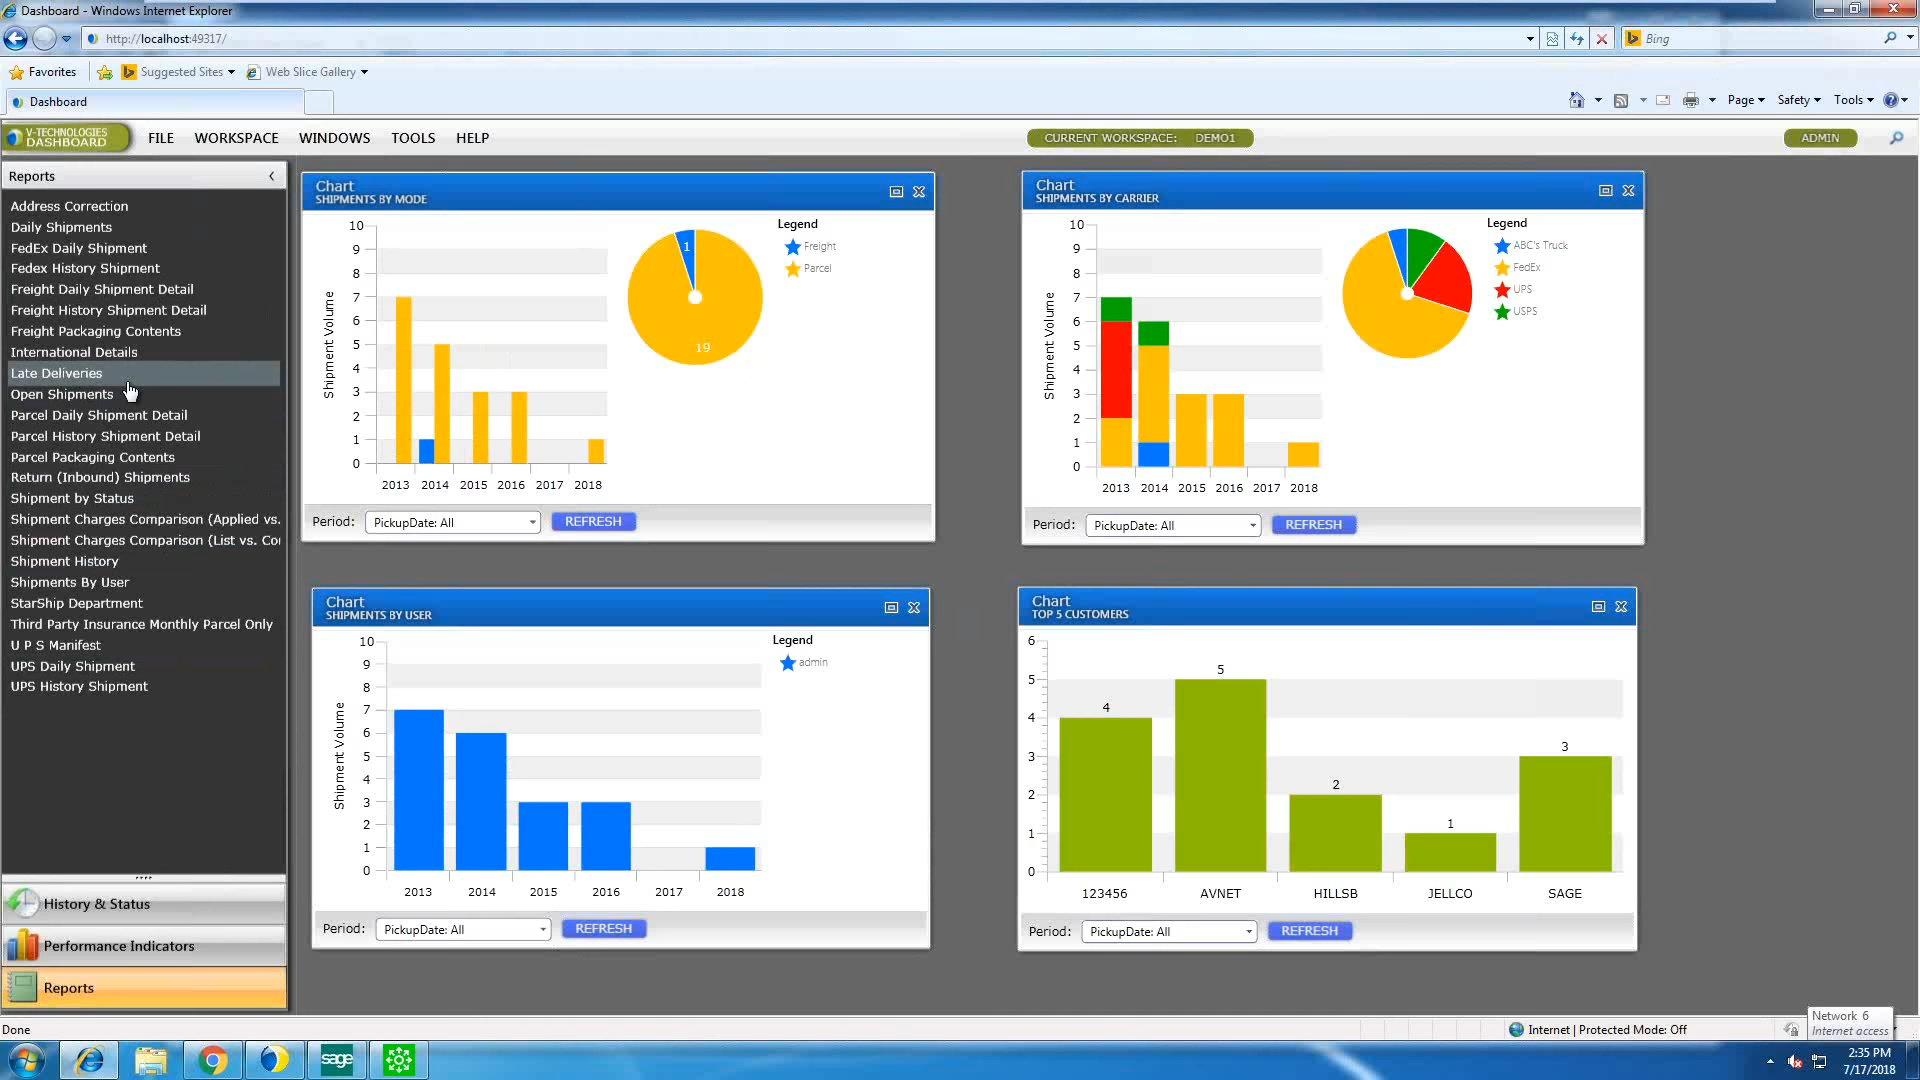 Dashboard - Windows Internet Explorer
http://localhost:49317/
Bing
Favorites
Suggested Sites
Web Slice Gallery
Dashboard
Page
Safety
Tools
V-TECHNOLOGIES
DASHBOARD
FILE
WORKSPACE
WINDOWS
TOOLS
HELP
CURRENT WORKSPACE: DEMO1
ADMIN
Reports
Address Correction
Daily Shipments
FedEx Daily Shipment
Fedex History Shipment
Freight Daily Shipment Detail
Freight History Shipment Detail
Freight Packaging Contents
International Details
Late Deliveries
Open Shipments
Parcel Daily Shipment Detail
Parcel History Shipment Detail
Parcel Packaging Contents
Return (Inbound) Shipments
Shipment by Status
Shipment Charges Comparison (Applied vs.
Shipment Charges Comparison (List vs. Co
Shipment History
Shipments By User
StarShip Department
Third Party Insurance Monthly Parcel Only
U P S Manifest
UPS Daily Shipment
UPS History Shipment
History & Status
Performance Indicators
Reports
Chart
SHIPMENTS BY MODE
Shipment Volume
10
9
8
7
6
5
4
3
2
1
0
2013 2014 2015 2016 2017 2018
1
19
Legend
Freight
Parcel
Period: PickupDate: All REFRESH
Chart
SHIPMENTS BY CARRIER
Shipment Volume
10
9
8
7
6
5
4
3
2
1
0
2013 2014 2015 2016 2017 2018
Legend
ABC's Truck
FedEx
UPS
USPS
Period: PickupDate: All REFRESH
Chart
SHIPMENTS BY USER
Shipment Volume
10
9
8
7
6
5
4
3
2
1
0
2013 2014 2015 2016 2017 2018
Legend
admin
Period: PickupDate: All REFRESH
Chart
TOP 5 CUSTOMERS
6
5
4
3
2
1
0
4
5
2
1
3
123456 AVNET HILLSB JELLCO SAGE
Period: PickupDate: All REFRESH
Done
Internet | Protected Mode: Off
Network 6
Internet access
sage
2:35 PM
7/17/2018